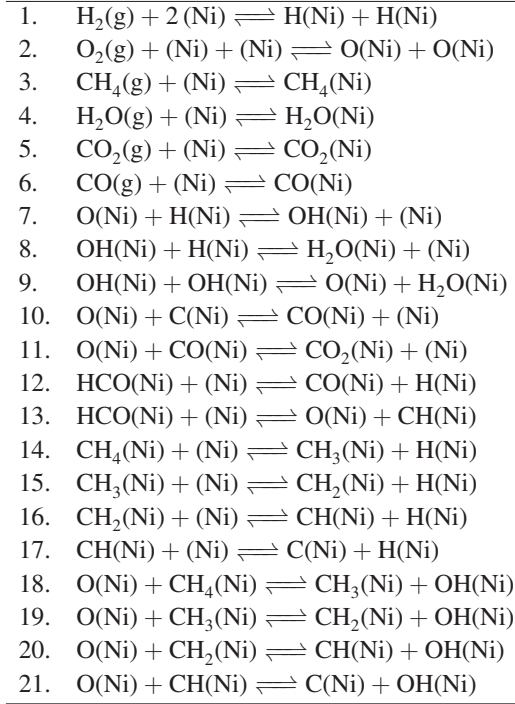 1. H₂(g) + 2 (Ni) ⇌ H(Ni) + H(Ni)
2. O₂(g) + (Ni) + (Ni) ⇌ O(Ni) + O(Ni)
3. CH₄(g) + (Ni) ⇌ CH₄(Ni)
4. H₂O(g) + (Ni) ⇌ H₂O(Ni)
5. CO₂(g) + (Ni) ⇌ CO₂(Ni)
6. CO(g) + (Ni) ⇌ CO(Ni)
7. O(Ni) + H(Ni) ⇌ OH(Ni) + (Ni)
8. OH(Ni) + H(Ni) ⇌ H₂O(Ni) + (Ni)
9. OH(Ni) + OH(Ni) ⇌ O(Ni) + H₂O(Ni)
10. O(Ni) + C(Ni) ⇌ CO(Ni) + (Ni)
11. O(Ni) + CO(Ni) ⇌ CO₂(Ni) + (Ni)
12. HCO(Ni) + (Ni) ⇌ CO(Ni) + H(Ni)
13. HCO(Ni) + (Ni) ⇌ O(Ni) + CH(Ni)
14. CH₄(Ni) + (Ni) ⇌ CH₃(Ni) + H(Ni)
15. CH₃(Ni) + (Ni) ⇌ CH₂(Ni) + H(Ni)
16. CH₂(Ni) + (Ni) ⇌ CH(Ni) + H(Ni)
17. CH(Ni) + (Ni) ⇌ C(Ni) + H(Ni)
18. O(Ni) + CH₄(Ni) ⇌ CH₃(Ni) + OH(Ni)
19. O(Ni) + CH₃(Ni) ⇌ CH₂(Ni) + OH(Ni)
20. O(Ni) + CH₂(Ni) ⇌ CH(Ni) + OH(Ni)
21. O(Ni) + CH(Ni) ⇌ C(Ni) + OH(Ni)